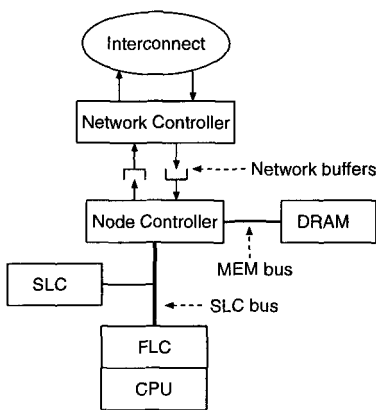 Interconnect
Network Controller
Network buffers
Node Controller
DRAM
MEM bus
SLC
SLC bus
FLC
CPU